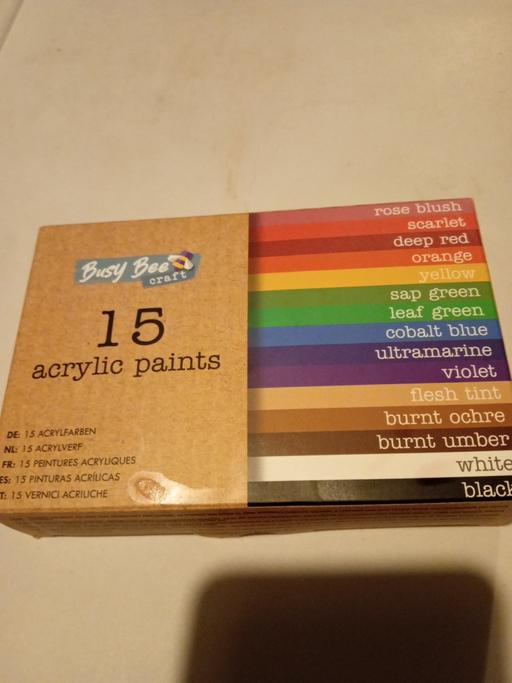 Busy Bee
craft
15
acrylic paints
DE: 15 ACRYLFARBEN
NL: 15 ACRYLVERF
FR: 15 PEINTURES ACRYLIQUES
ES: 15 PINTURAS ACRÍLICAS
T: 15 VERNICI ACRILICHE
rose blush
scarlet
deep red
orange
yellow
sap green
leaf green
cobalt blue
ultramarine
violet
flesh tint
burnt ochre
burnt umber
white
black